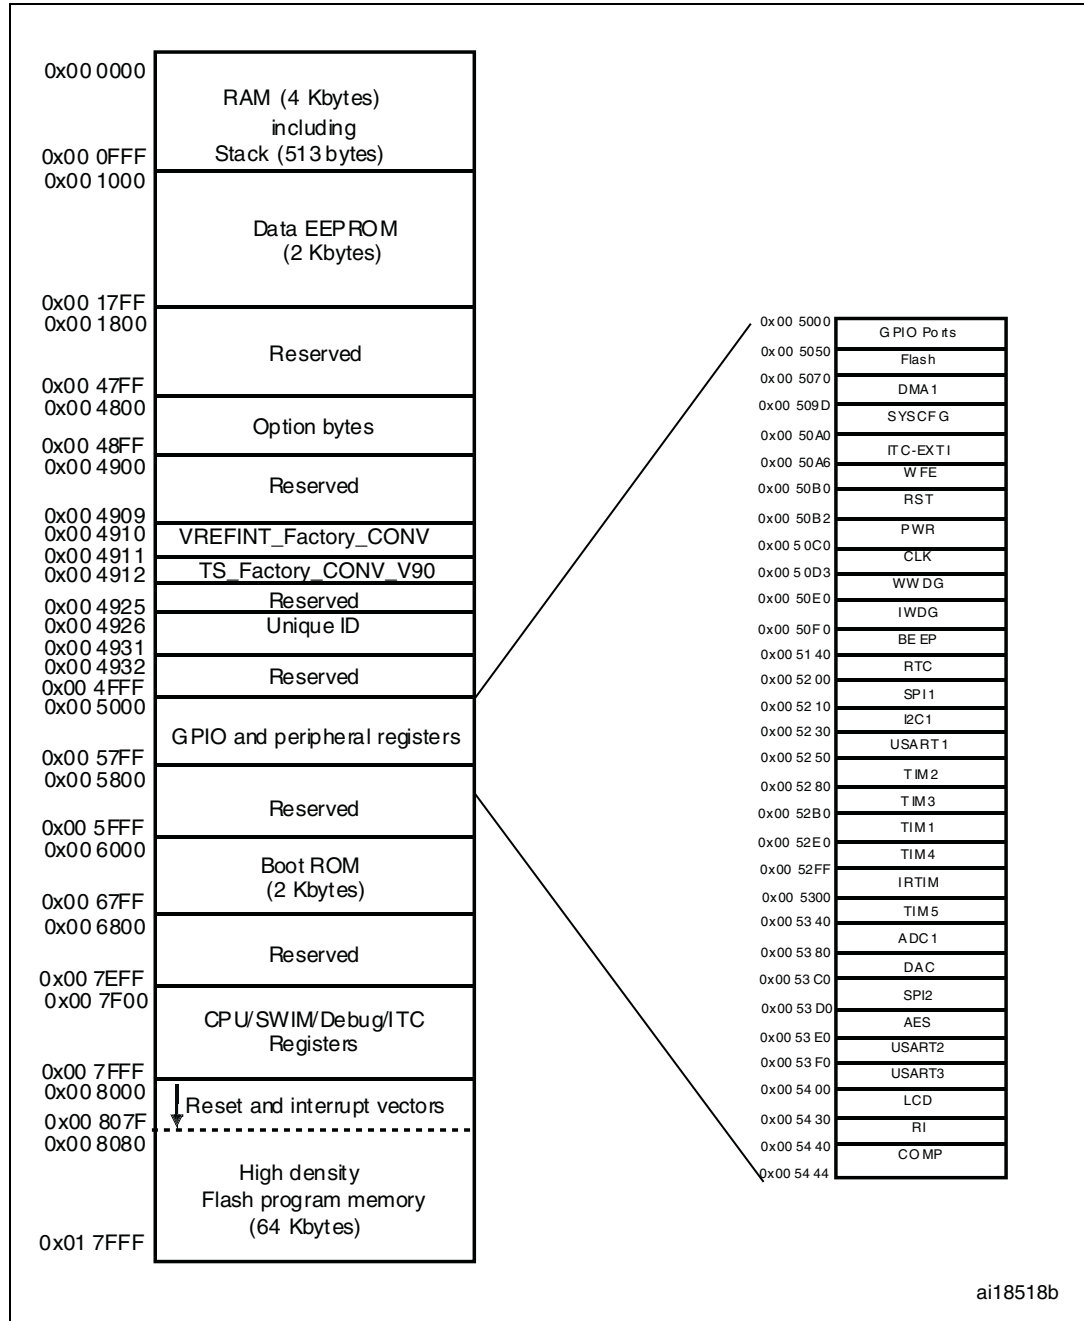 0x00 0000
RAM (4 Kbytes)
including
Stack (513 bytes)
0x00 0FFF
0x00 1000
Data EEPROM
(2 Kbytes)
0x00 17FF
0x00 1800
Reserved
0x00 47FF
0x00 4800
Option bytes
0x00 48FF
0x00 4900
Reserved
0x00 4909
0x00 4910
VREFINT_Factory_CONV
0x00 4911
0x00 4912
TS_Factory_CONV_V90
Reserved
0x00 4925
0x00 4926
Unique ID
0x00 4931
0x00 4932
Reserved
0x00 4FFF
0x00 5000
GPIO and peripheral registers
0x00 57FF
0x00 5800
Reserved
0x00 5FFF
0x00 6000
Boot ROM
(2 Kbytes)
0x00 67FF
0x00 6800
Reserved
0x00 7EFF
0x00 7F00
CPU/SWIM/Debug/ITC
Registers
0x00 7FFF
0x00 8000
Reset and interrupt vectors
0x00 807F
0x00 8080
High density
Flash program memory
(64 Kbytes)
0x01 7FFF
0x00 5000
GPIO Ports
0x00 5050
Flash
0x00 5070
DMA1
0x00 509D
SYSCFG
0x00 50A0
ITC-EXTI
0x00 50A6
WFE
0x00 50B0
RST
0x00 50B2
PWR
0x00 50C0
CLK
0x00 50D3
WWDG
0x00 50E0
IWDG
0x00 50F0
BEEP
0x00 5140
RTC
0x00 5200
SPI1
0x00 5210
I2C1
0x00 5230
USART1
0x00 5250
TIM2
0x00 5280
TIM3
0x00 52B0
TIM1
0x00 52E0
TIM4
0x00 52FF
IRTIM
0x00 5300
TIM5
0x00 5340
ADC1
0x00 5380
DAC
0x00 53C0
SPI2
0x00 53D0
AES
0x00 53E0
USART2
0x00 53F0
USART3
0x00 5400
LCD
0x00 5430
RI
0x00 5440
COMP
0x00 5444
ai18518b